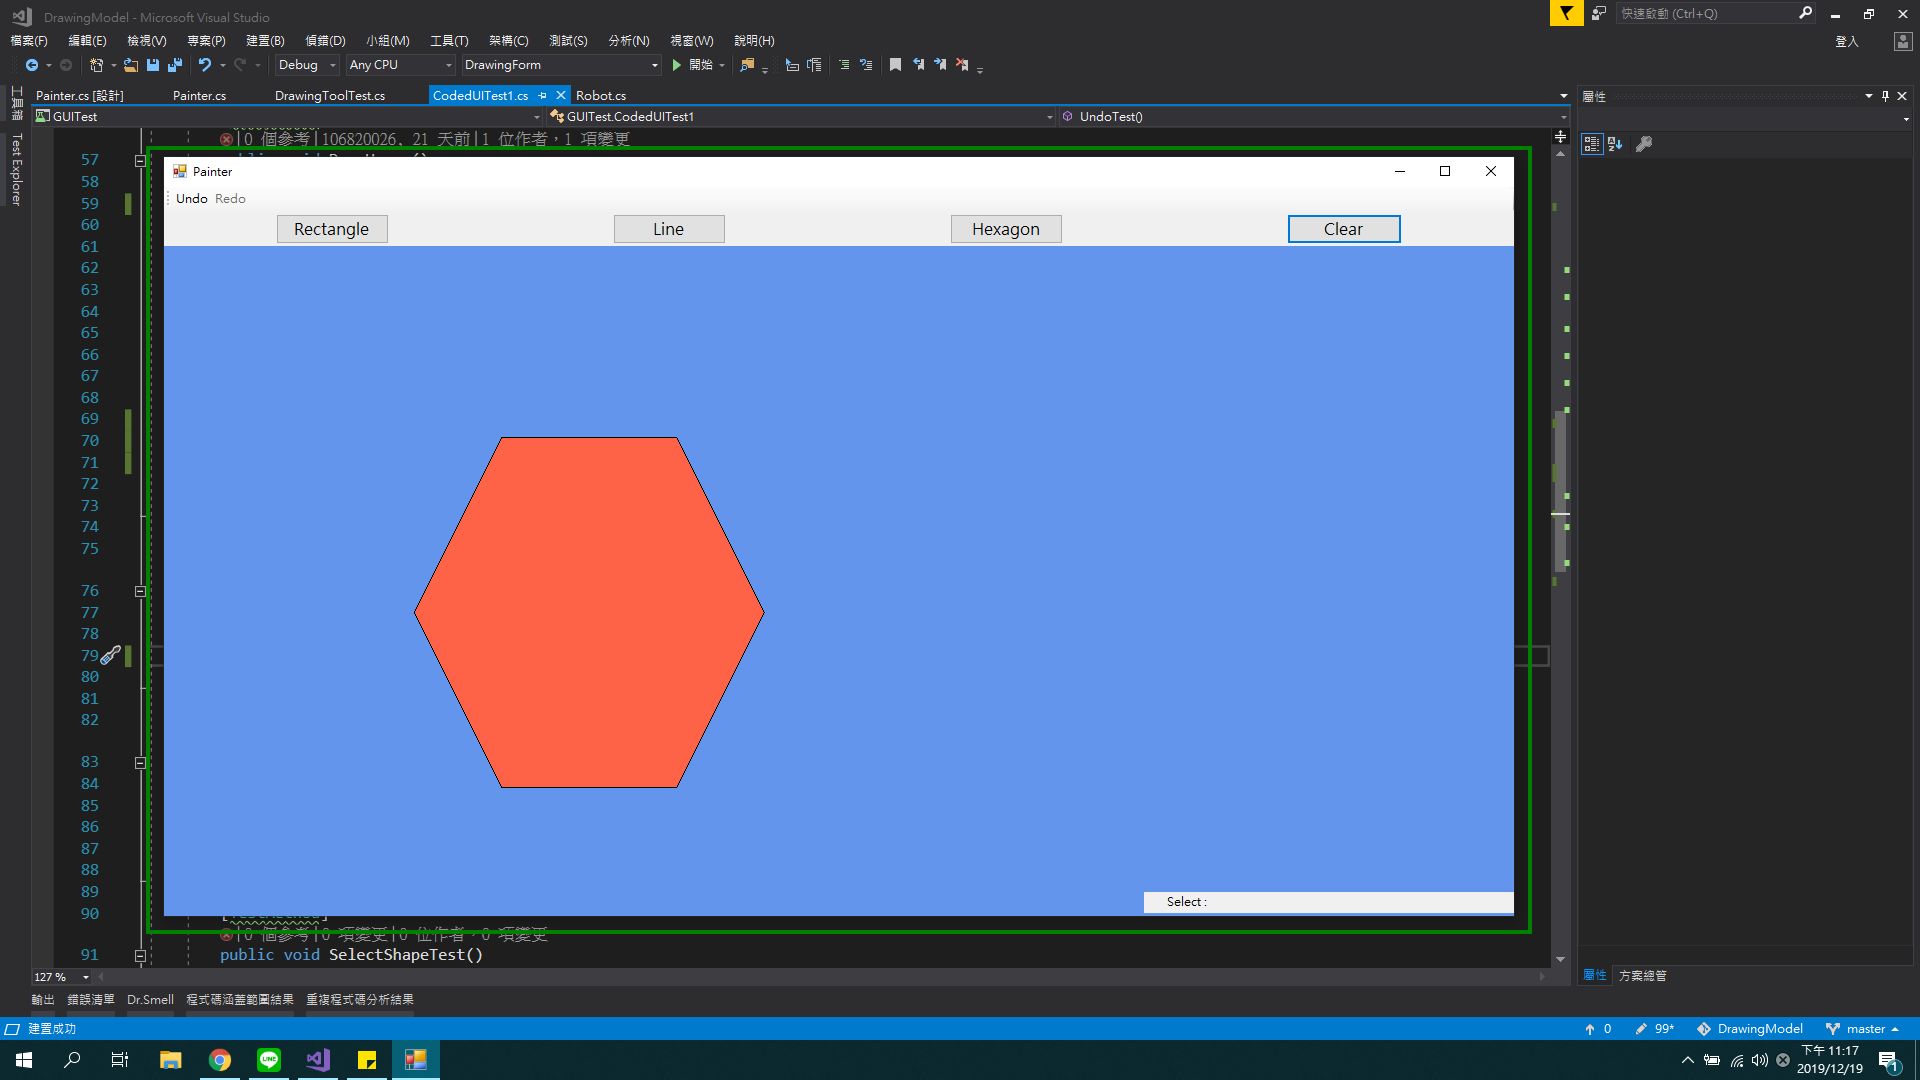 DrawingModel - Microsoft Visual Studio
快速啟動 (Ctrl+Q)
檔案(F) 編輯(E) 檢視(V) 專案(P) 建置(B) 偵錯(D) 小組(M) 工具(T) 架構(C) 測試(S) 分析(N) 視窗(W) 說明(H)
登入
Debug Any CPU DrawingForm 開始
工具箱
Test Explorer
Painter.cs [設計] Painter.cs DrawingToolTest.cs CodedUITest1.cs Robot.cs
屬性
GUITest GUITest.CodedUITest1 UndoTest()
0 個參考|106820026, 21 天前|1 位作者，1 項變更
57
58
59
60
61
62
63
64
65
66
67
68
69
70
71
72
73
74
75
76
77
78
79
80
81
82
83
84
85
86
87
88
89
90
Painter
Undo Redo
Rectangle Line Hexagon Clear
Select :
0 個參考|0 項變更|0 位作者，0 項變更
91 public void SelectShapeTest()
127 %
屬性 方案總管
輸出 錯誤清單 Dr.Smell 程式碼涵蓋範圍結果 重複程式碼分析結果
建置成功
0 99* DrawingModel master
LINE
下午 11:17
2019/12/19
1